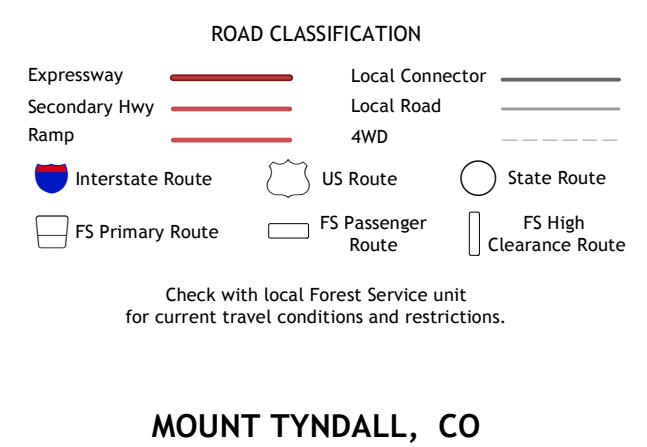 ROAD CLASSIFICATION
Expressway
Local Connector
Secondary Hwy
Local Road
Ramp
4WD
Interstate Route
US Route
State Route
FS Primary Route
FS Passenger
Route
FS High
Clearance Route
Check with local Forest Service unit
for current travel conditions and restrictions.
MOUNT TYNDALL, CO